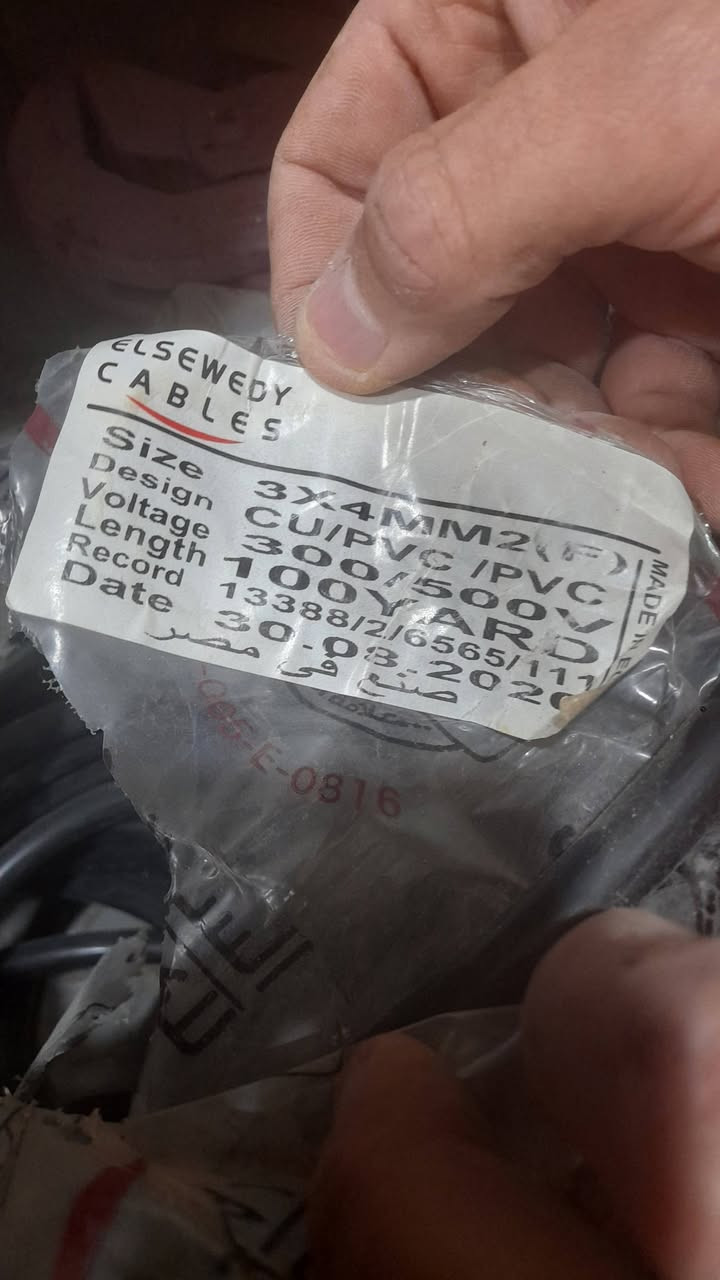 ELSEWEDY
CABLES
Size 3X4MM2(F)
Design CU/PVC /PVC
Voltage 300/500V
Length 100YARD
Record 13388/2/6565/111
Date 30-08-2020
صنع في مصر
MADE IN
-E-0816